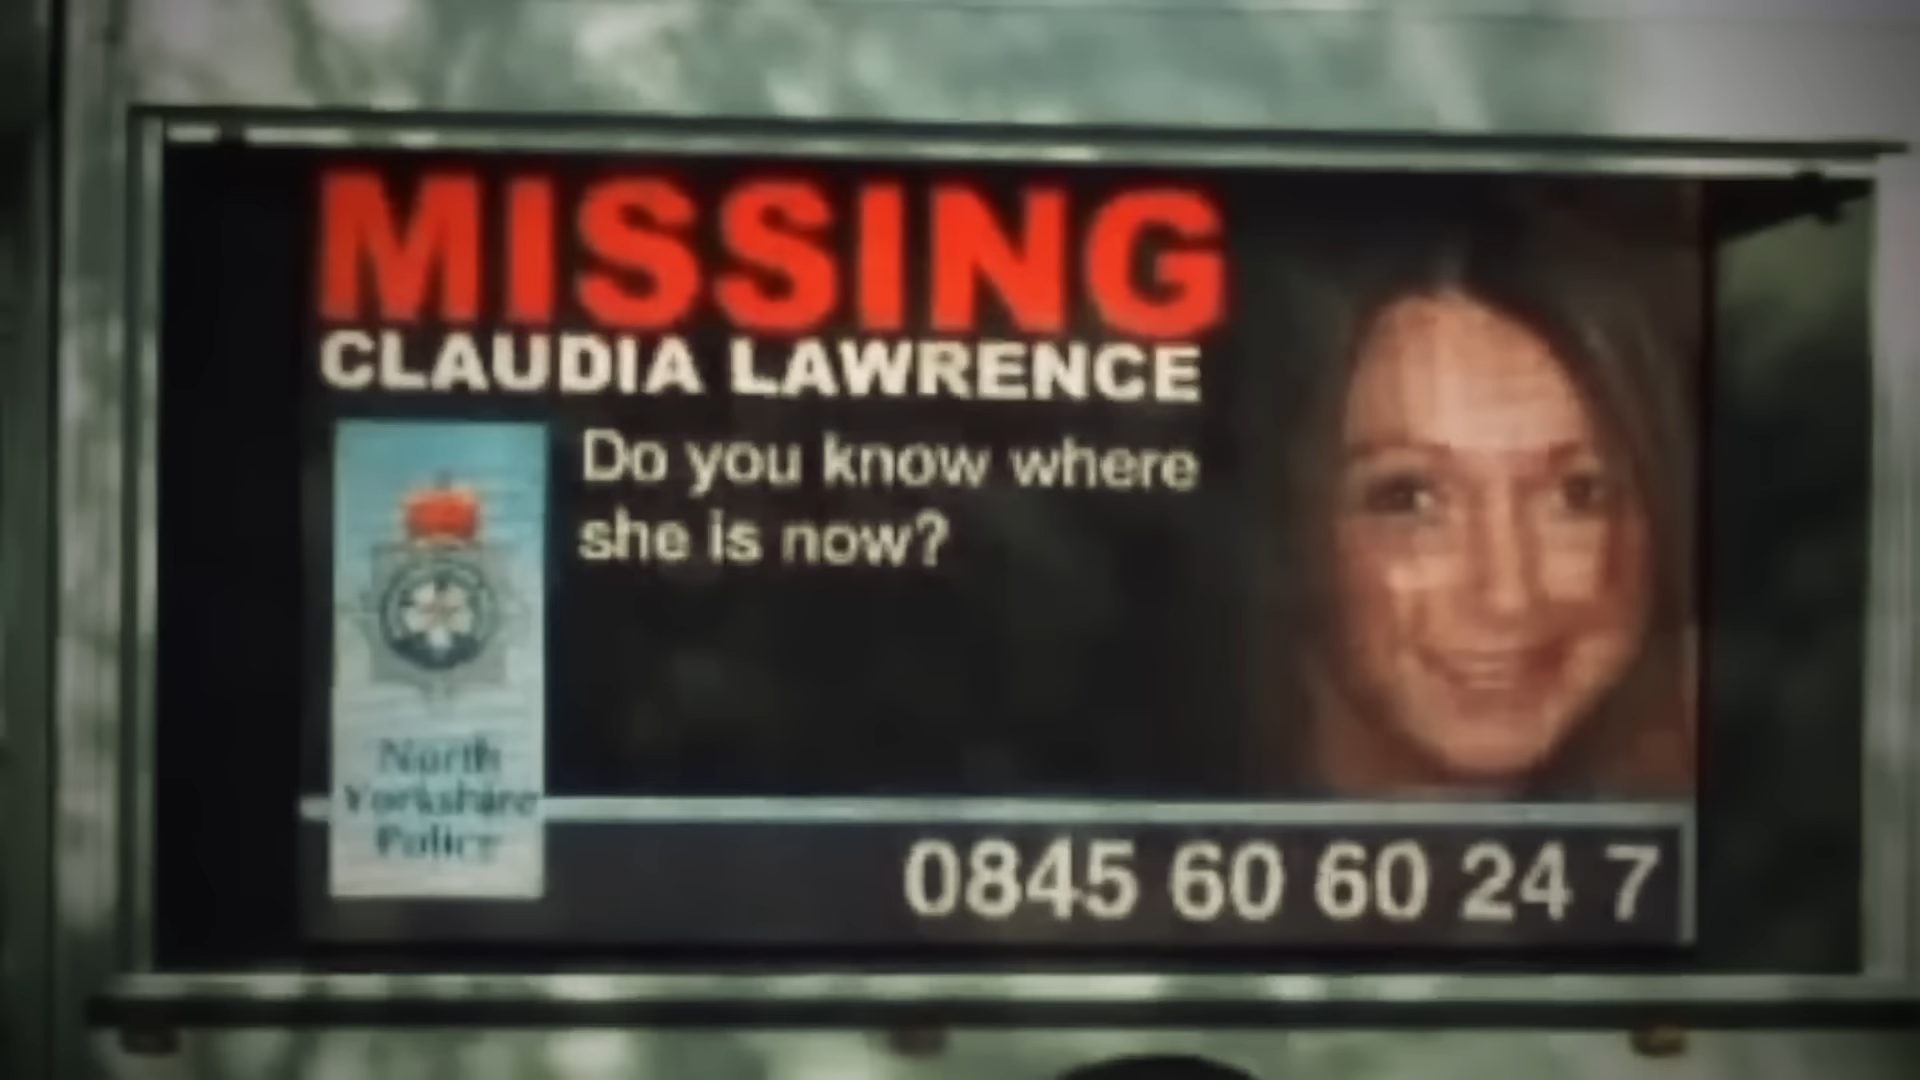 MISSING
CLAUDIA LAWRENCE
Do you know where
she is now?
North
Yorkshire
Police
0845 60 60 24 7